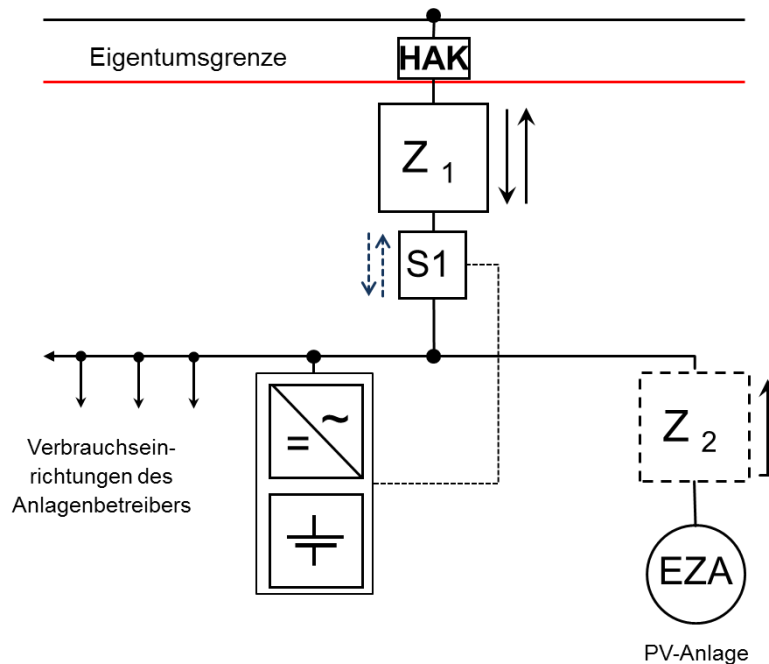 Eigentumsgrenze
HAK
Z 1
S1
= ~
Z 2
Verbrauchsein-
richtungen des
Anlagenbetreibers
EZA
PV-Anlage